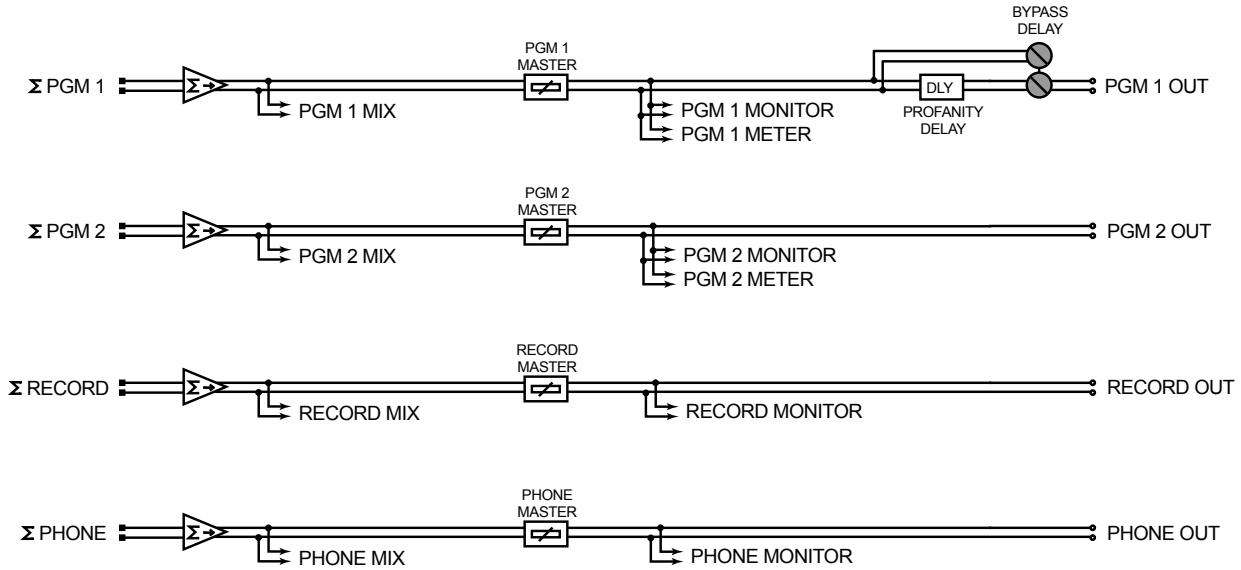 BYPASS
DELAY
PGM 1
MASTER
Σ PGM 1
Σ
DLY
PGM 1 OUT
PGM 1 MIX
PGM 1 MONITOR
PROFANITY
DELAY
PGM 1 METER
PGM 2
MASTER
Σ PGM 2
Σ
PGM 2 OUT
PGM 2 MIX
PGM 2 MONITOR
PGM 2 METER
RECORD
MASTER
Σ RECORD
Σ
RECORD OUT
RECORD MIX
RECORD MONITOR
PHONE
MASTER
Σ PHONE
Σ
PHONE OUT
PHONE MIX
PHONE MONITOR